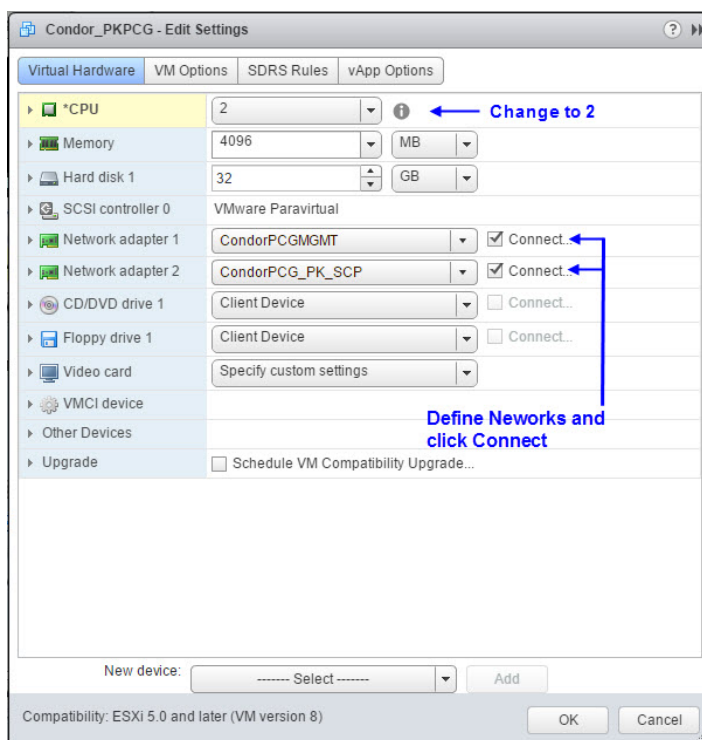 Condor_PKPCG - Edit Settings
Virtual Hardware VM Options SDRS Rules vApp Options
*CPU 2 Change to 2
Memory 4096 MB
Hard disk 1 32 GB
SCSI controller 0 VMware Paravirtual
Network adapter 1 CondorPCGMGMT Connect...
Network adapter 2 CondorPCG_PK_SCP Connect...
CD/DVD drive 1 Client Device Connect...
Floppy drive 1 Client Device Connect...
Video card Specify custom settings
VMCI device
Define Neworks and
click Connect
Other Devices
Upgrade Schedule VM Compatibility Upgrade...
New device: ------- Select ------- Add
Compatibility: ESXi 5.0 and later (VM version 8) OK Cancel